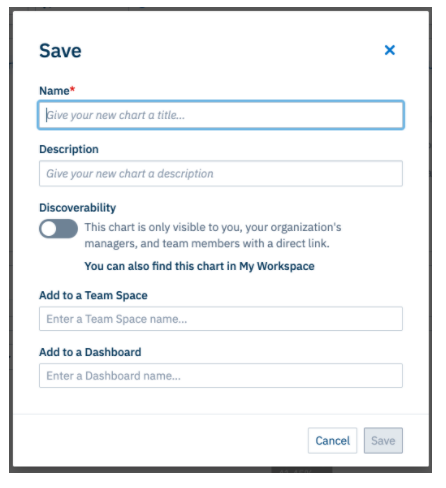 Save
Name*
Give your new chart a title...
Description
Give your new chart a description
Discoverability
This chart is only visible to you, your organization's
managers, and team members with a direct link.
You can also find this chart in My Workspace
Add to a Team Space
Enter a Team Space name...
Add to a Dashboard
Enter a Dashboard name...
Cancel Save